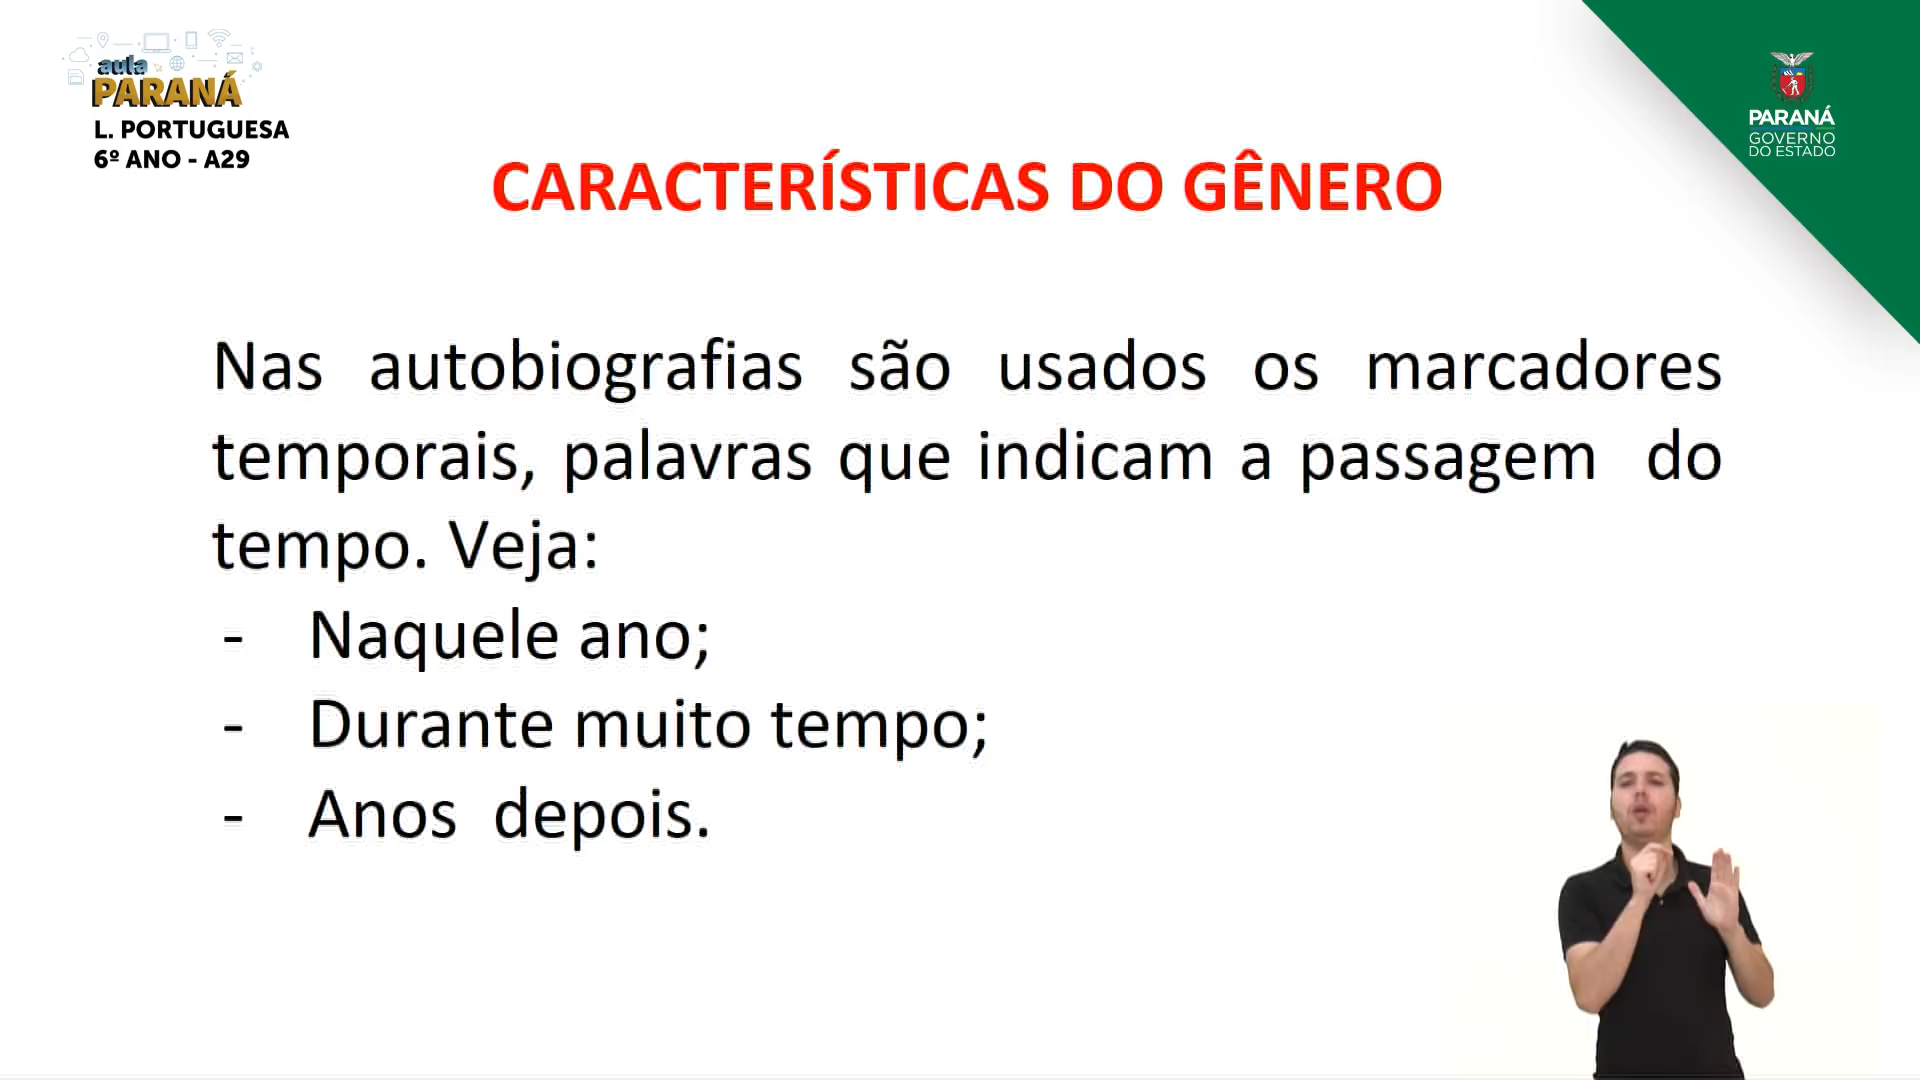 aula
PARANÁ
L. PORTUGUESA
6º ANO - A29
PARANÁ
GOVERNO
DO ESTADO
CARACTERÍSTICAS DO GÊNERO
Nas autobiografias são usados os marcadores
temporais, palavras que indicam a passagem do
tempo. Veja:
- Naquele ano;
- Durante muito tempo;
- Anos depois.